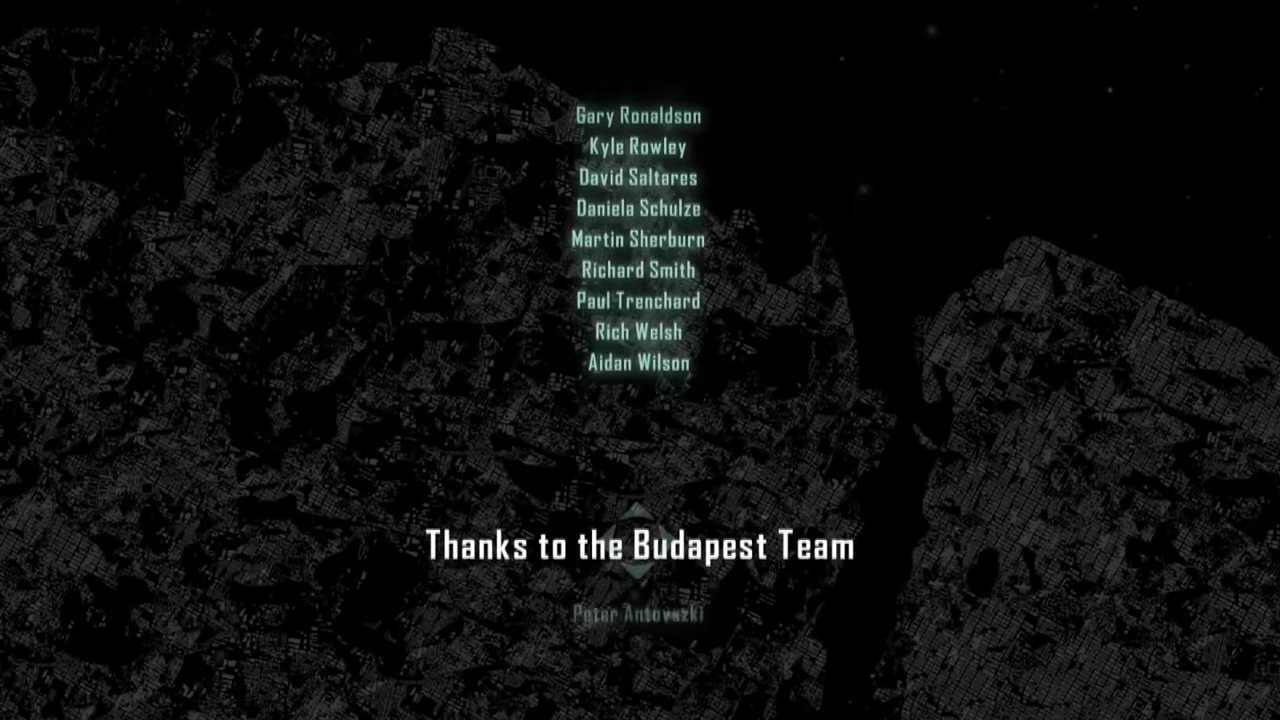 Gary Ronaldson
Kyle Rowley
David Saltares
Daniela Schulze
Martin Sherburn
Richard Smith
Paul Trenchard
Rich Welsh
Aidan Wilson
Thanks to the Budapest Team
Peter